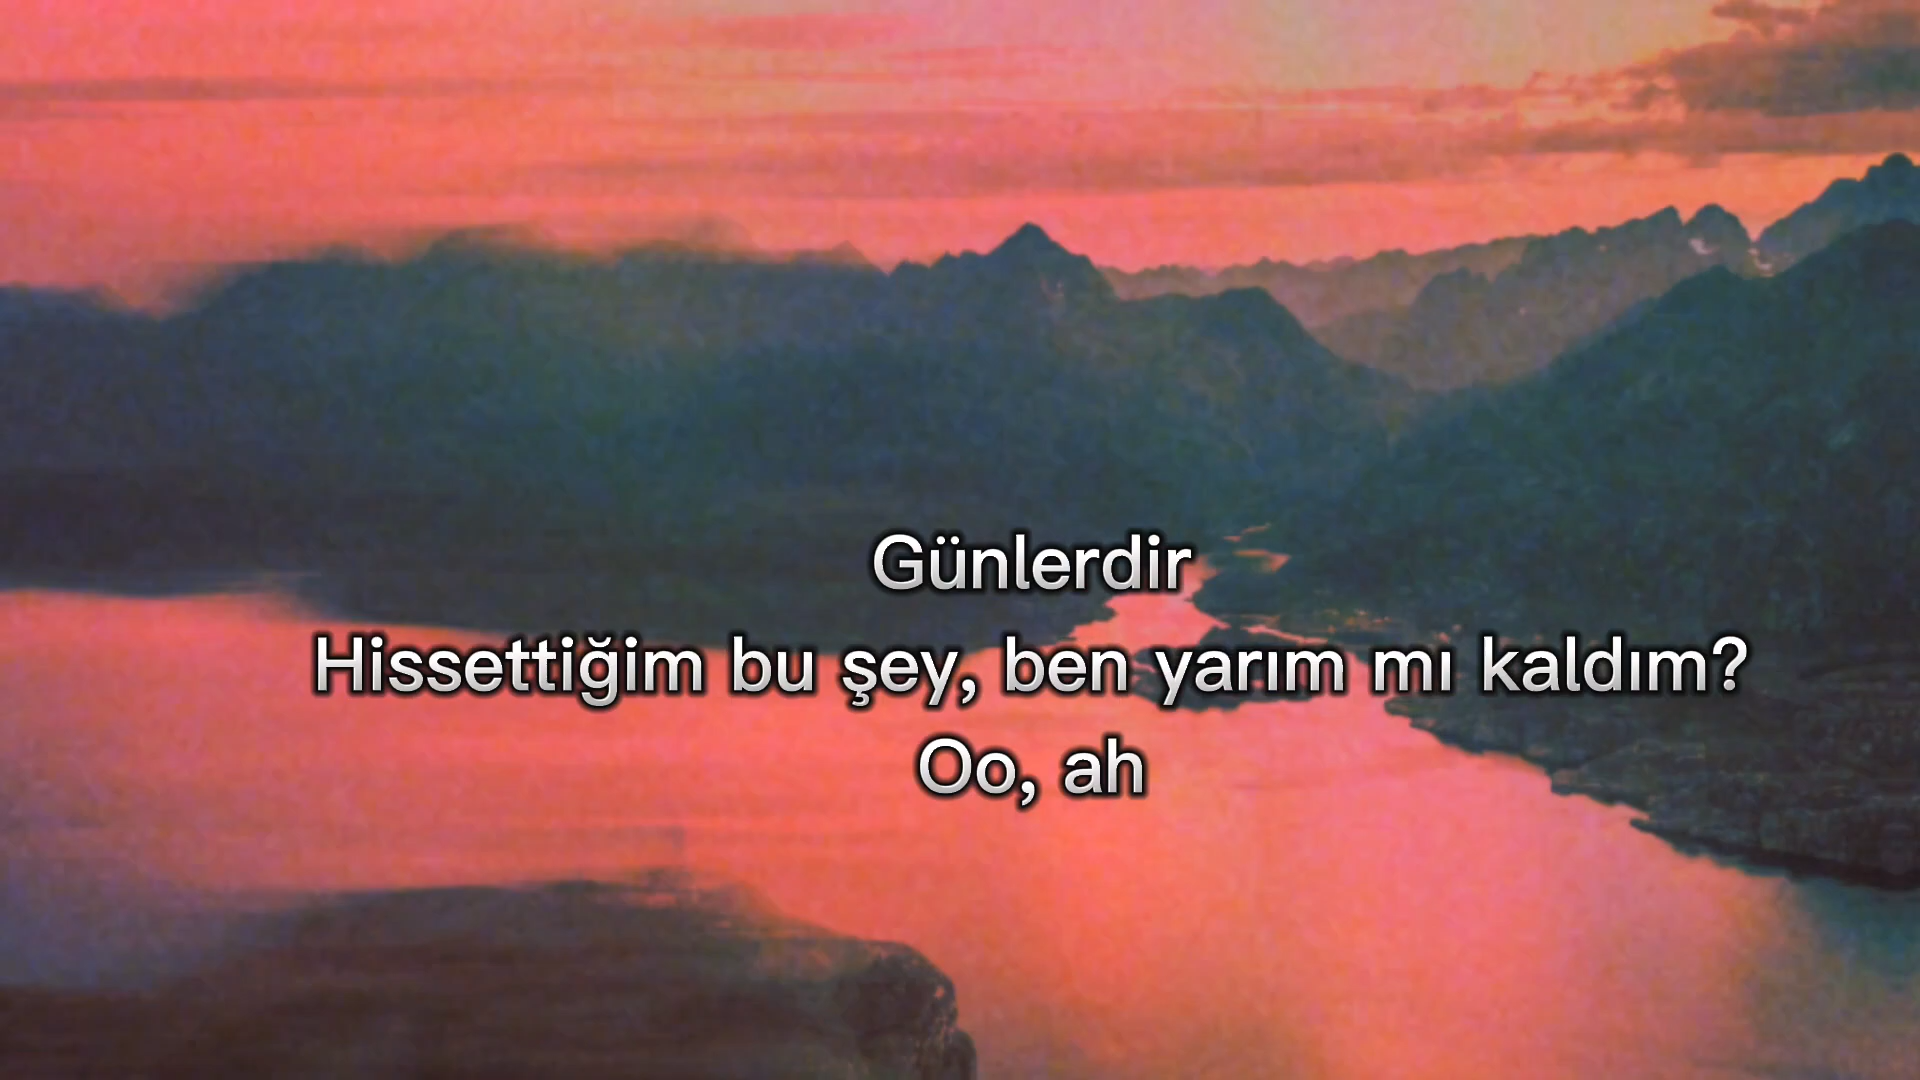 Günlerdir
Hissettiğim bu şey, ben yarım mı kaldım?
Oo, ah